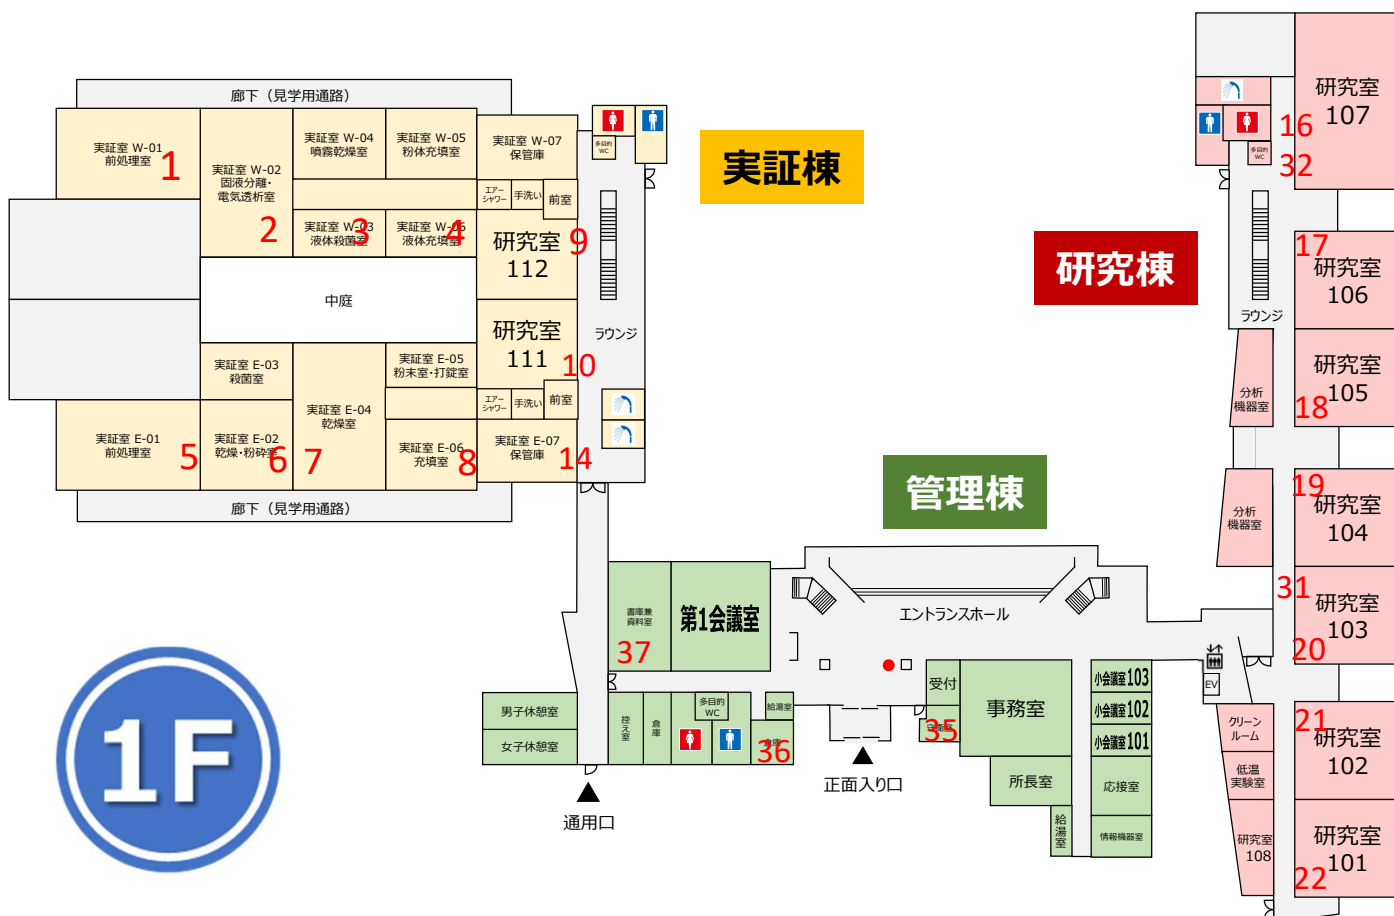 廊下（見学用通路）
実証室 W-01
前処理室
1
実証室 W-02
固液分離・
電気透析室
2
実証室 W-04
噴霧乾燥室
実証室 W-05
粉体充填室
実証室 W-07
保管庫
多目的
WC
エアー
シャワー
手洗い
前室
実証室 W-03
液体殺菌室
3
実証室 W-06
液体充填室
4
研究室
112
9
中庭
研究室
111
10
ラウンジ
実証室 E-03
殺菌室
実証室 E-04
乾燥室
7
実証室 E-05
粉末室・打錠室
エアー
シャワー
手洗い
前室
実証室 E-01
前処理室
5
実証室 E-02
乾燥・粉砕室
6
実証室 E-06
充填室
8
実証室 E-07
保管庫
14
廊下（見学用通路）
実証棟
研究棟
管理棟
研究室
107
16
多目的
WC
32
17
研究室
106
ラウンジ
研究室
105
18
分析
機器室
19
研究室
104
分析
機器室
31
研究室
103
20
EV
21
研究室
102
クリーン
ルーム
低温
実験室
研究室
108
研究室
101
22
書庫兼
資料室
37
第1会議室
エントランスホール
受付
守衛室
35
事務室
小会議室103
小会議室102
小会議室101
所長室
応接室
給湯室
情報機器室
男子休憩室
女子休憩室
控え室
倉庫
多目的
WC
給湯室
倉庫
36
正面入り口
通用口
1F